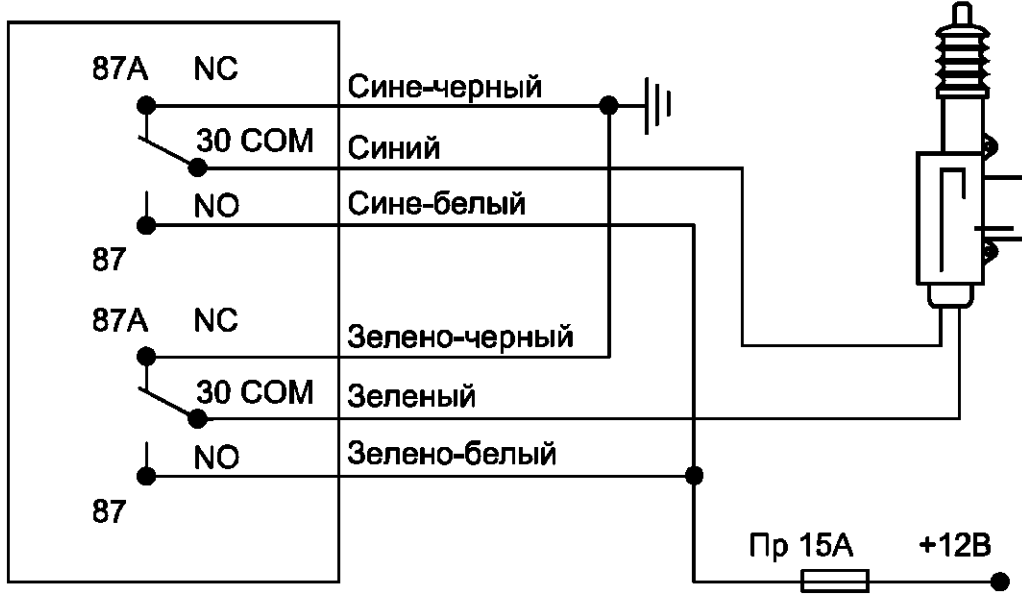 87A NC
Сине-черный
30 COM
Синий
NO
Сине-белый
87
87A NC
Зелено-черный
30 COM
Зеленый
NO
Зелено-белый
87
Пр 15А
+12В